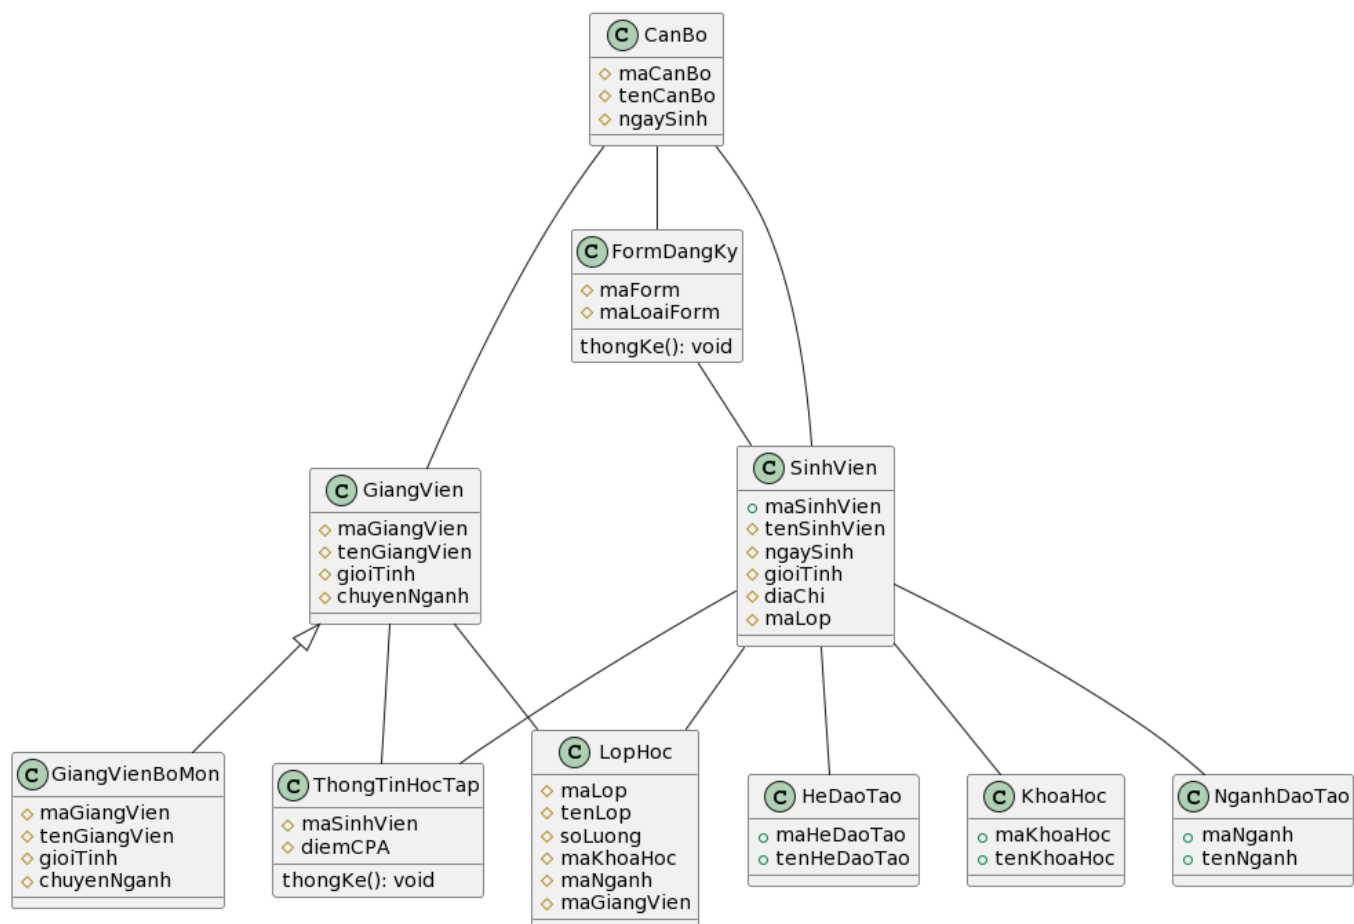 C CanBo
maCanBo
tenCanBo
ngaySinh
C FormDangKy
maForm
maLoaiForm
thongKe(): void
C GiangVien
maGiangVien
tenGiangVien
gioiTinh
chuyenNganh
C SinhVien
maSinhVien
tenSinhVien
ngaySinh
gioiTinh
diaChi
maLop
C GiangVienBoMon
maGiangVien
tenGiangVien
gioiTinh
chuyenNganh
C ThongTinHocTap
maSinhVien
diemCPA
thongKe(): void
C LopHoc
maLop
tenLop
soLuong
maKhoaHoc
maNganh
maGiangVien
C HeDaoTao
maHeDaoTao
tenHeDaoTao
C KhoaHoc
maKhoaHoc
tenKhoaHoc
C NganhDaoTao
maNganh
tenNganh